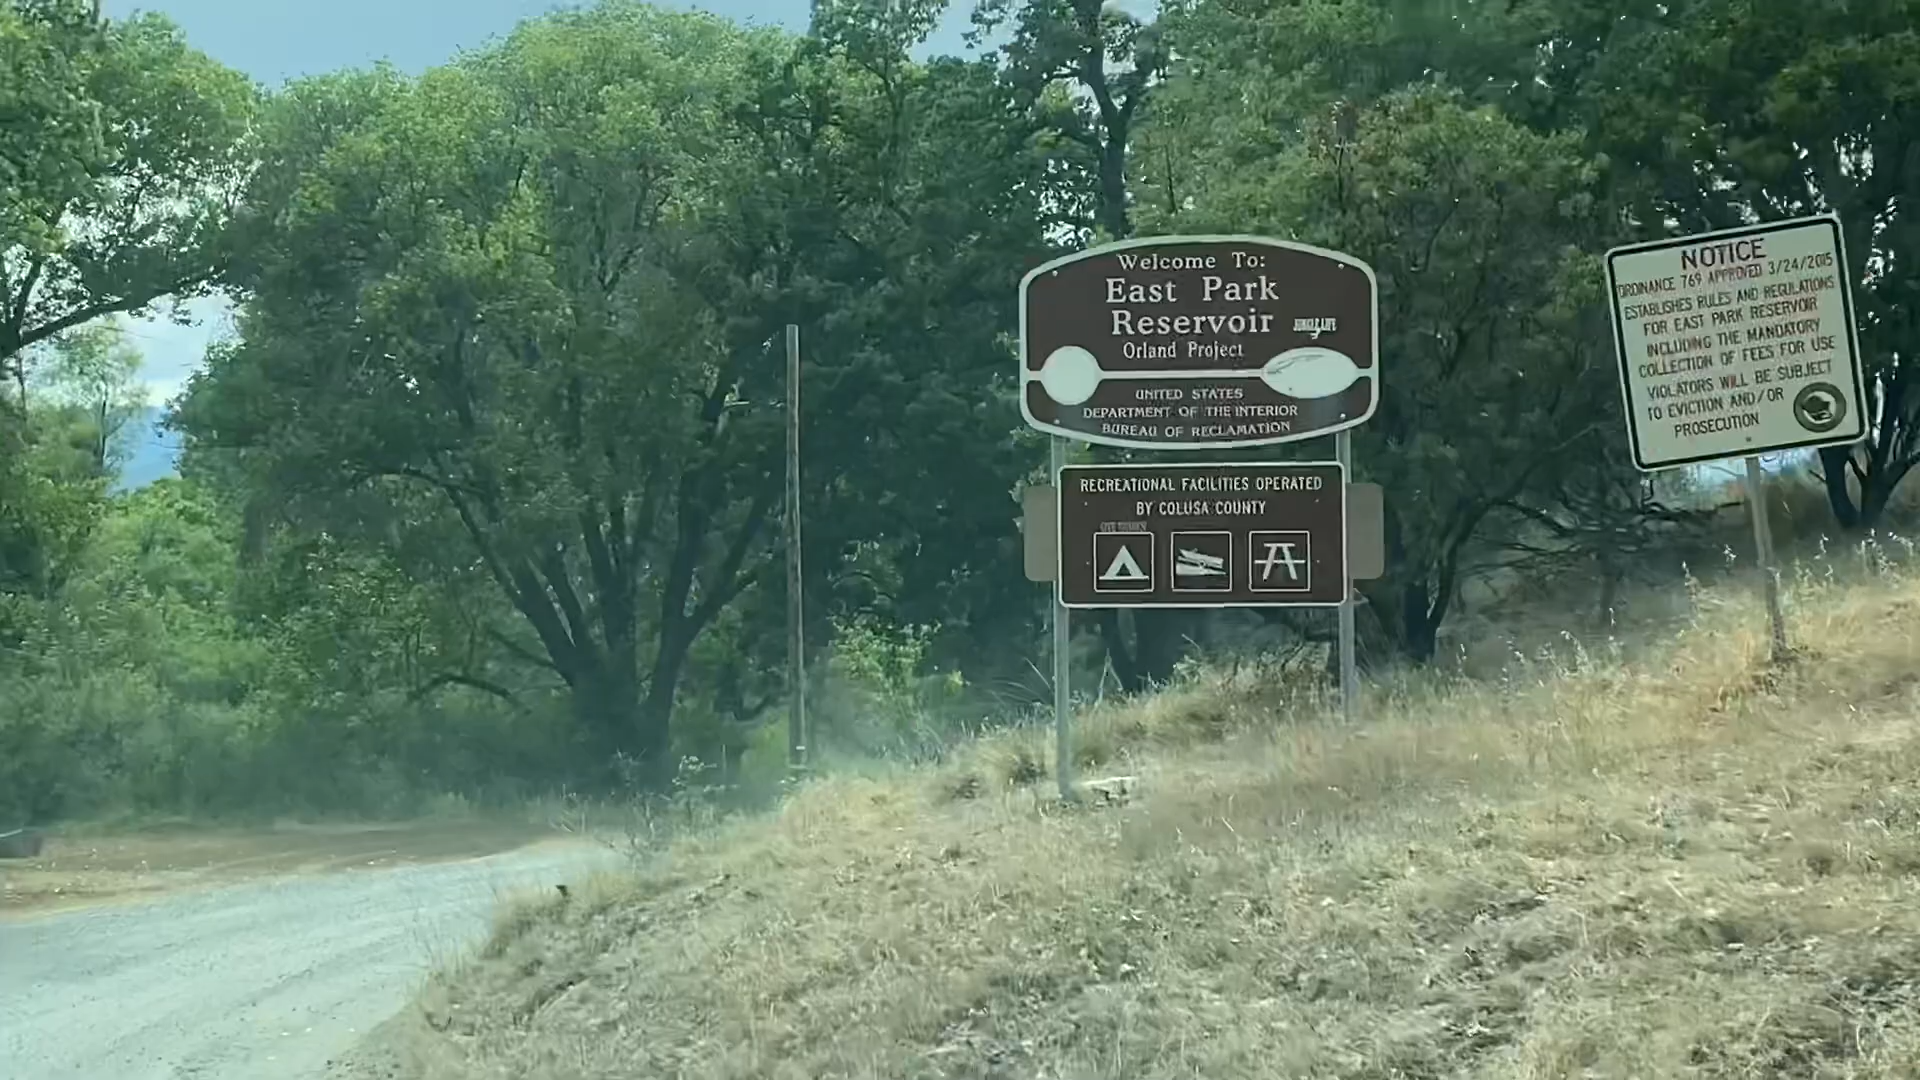 Welcome To:
East Park
Reservoir
Orland Project
UNITED STATES
DEPARTMENT OF THE INTERIOR
BUREAU OF RECLAMATION
RECREATIONAL FACILITIES OPERATED
BY COLUSA COUNTY
NOTICE
ORDINANCE 769 APPROVED 3/24/2015
ESTABLISHES RULES AND REGULATIONS
FOR EAST PARK RESERVOIR
INCLUDING THE MANDATORY
COLLECTION OF FEES FOR USE
VIOLATORS WILL BE SUBJECT
TO EVICTION AND/OR
PROSECUTION